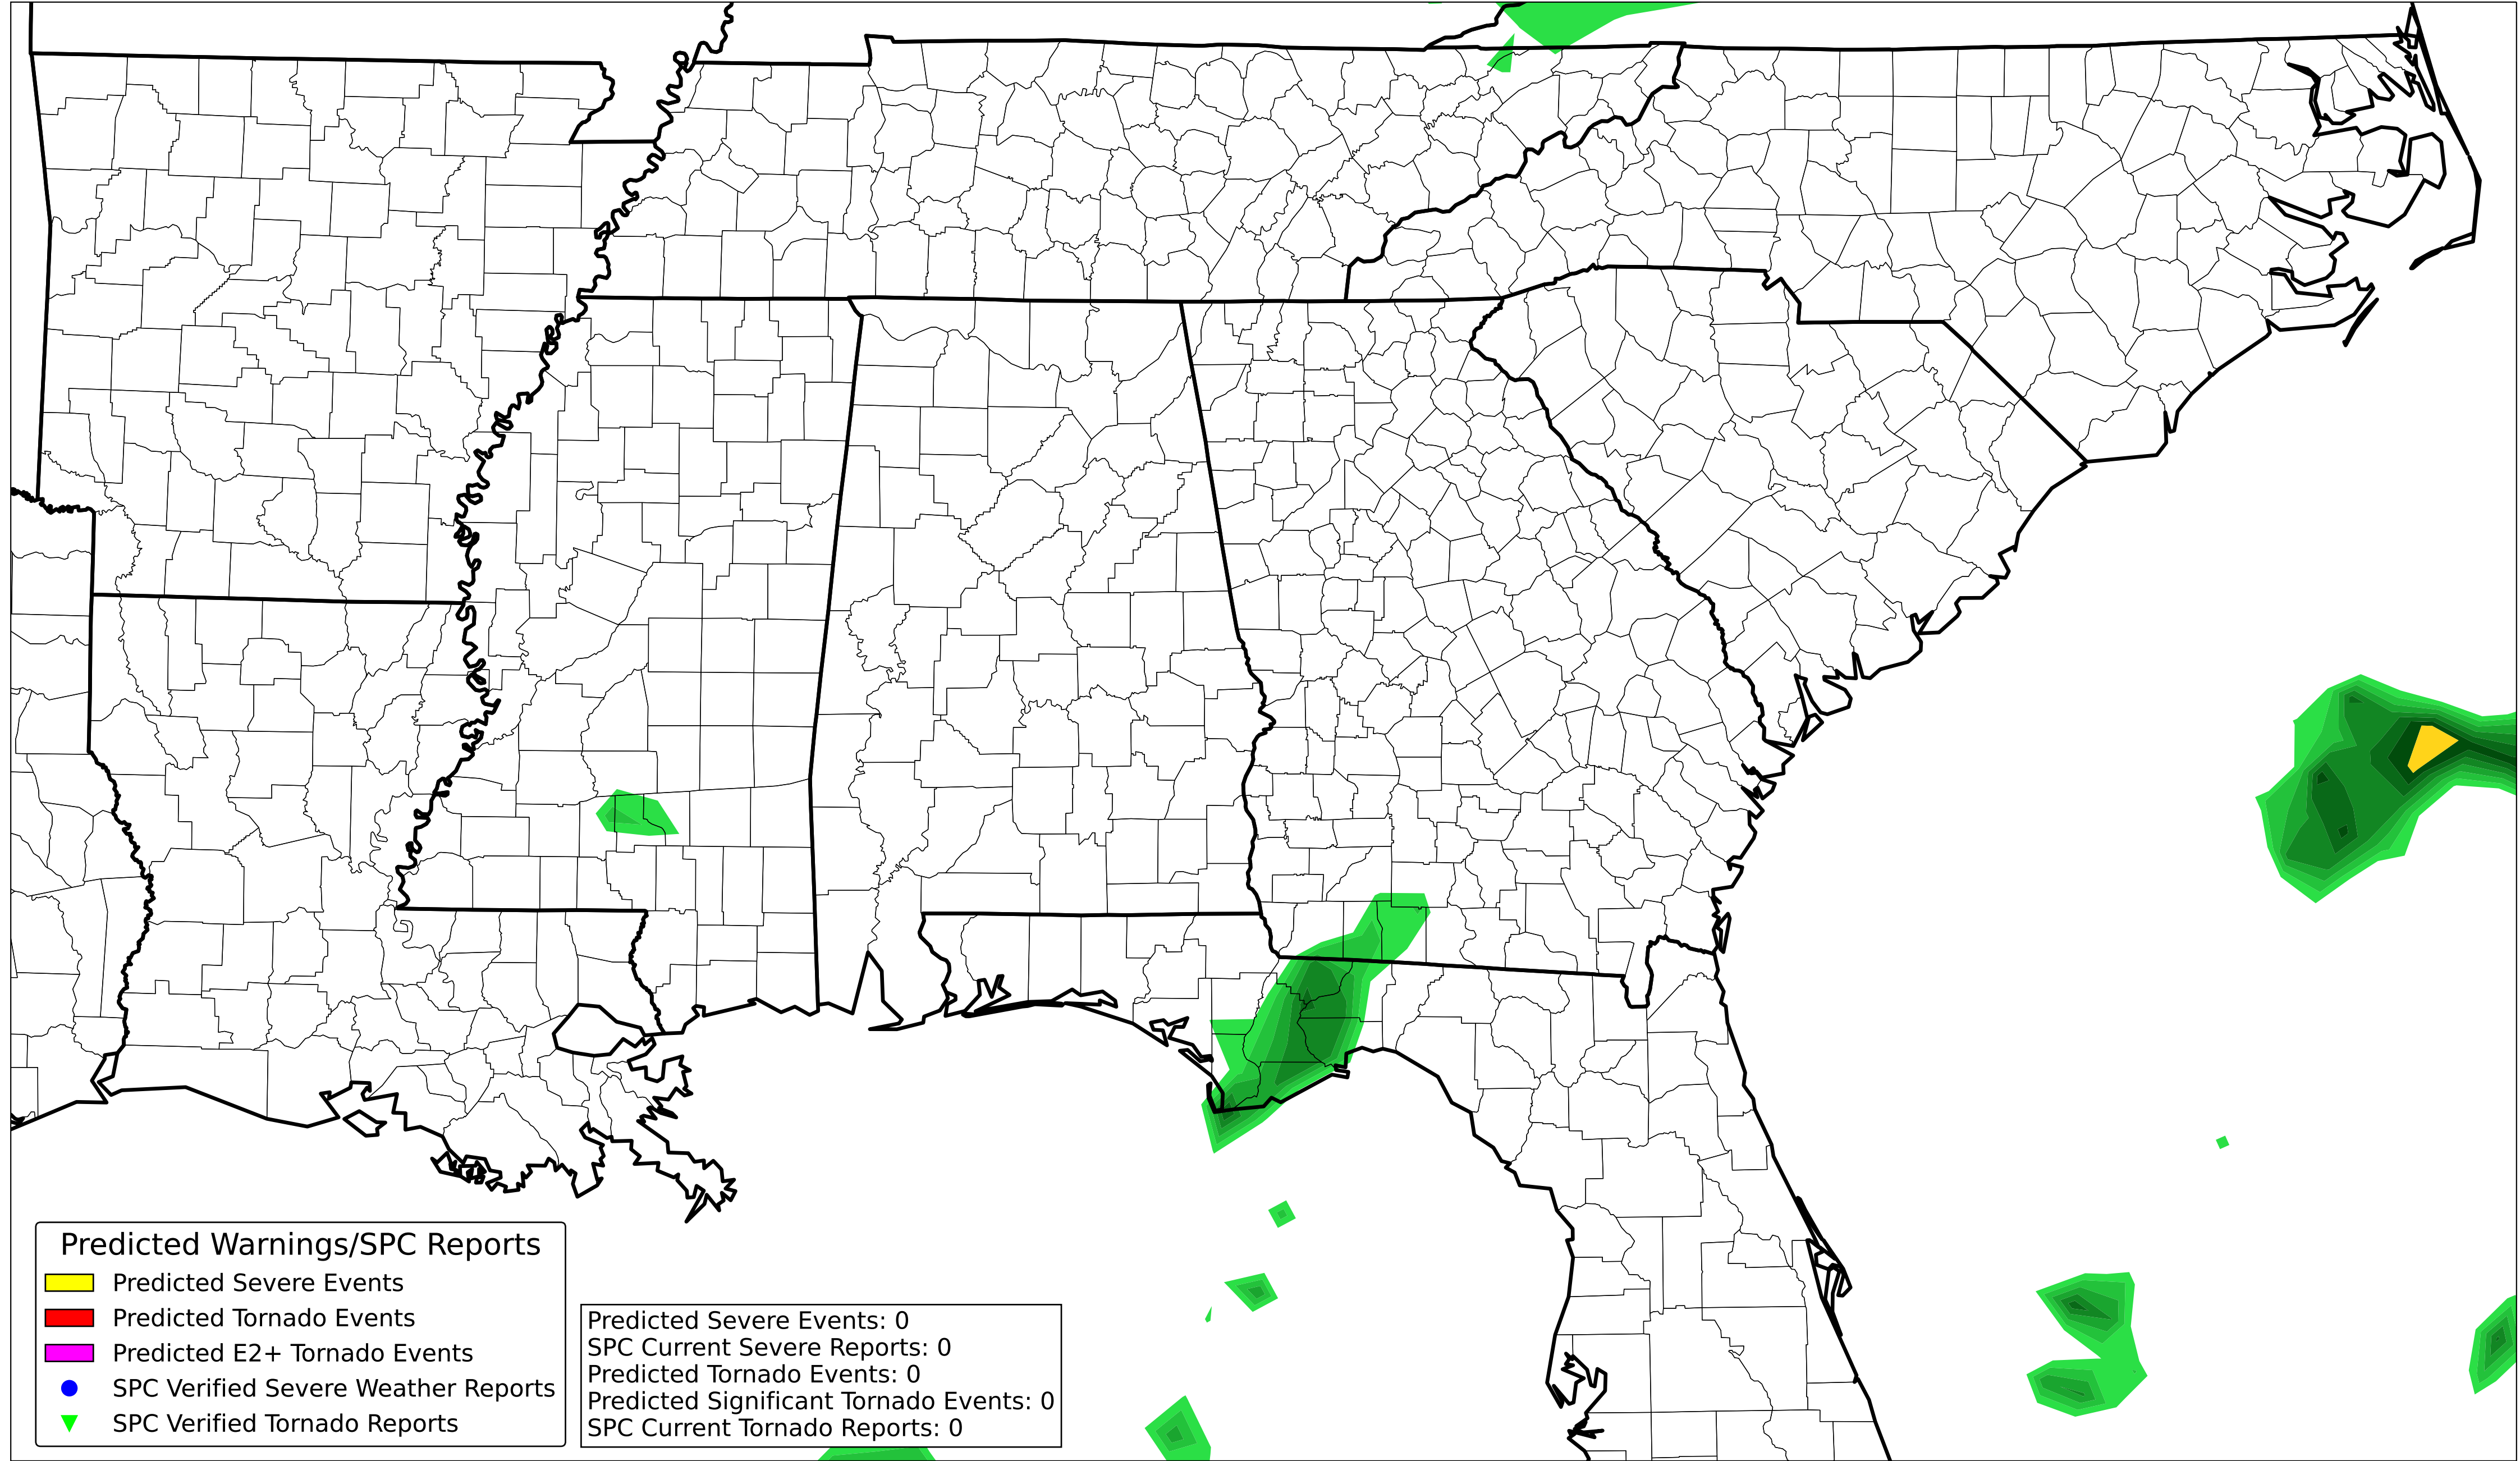 Predicted Warnings/SPC Reports
Predicted Severe Events
Predicted Tornado Events
Predicted E2+ Tornado Events
SPC Verified Severe Weather Reports
SPC Verified Tornado Reports
Predicted Severe Events: 0
SPC Current Severe Reports: 0
Predicted Tornado Events: 0
Predicted Significant Tornado Events: 0
SPC Current Tornado Reports: 0